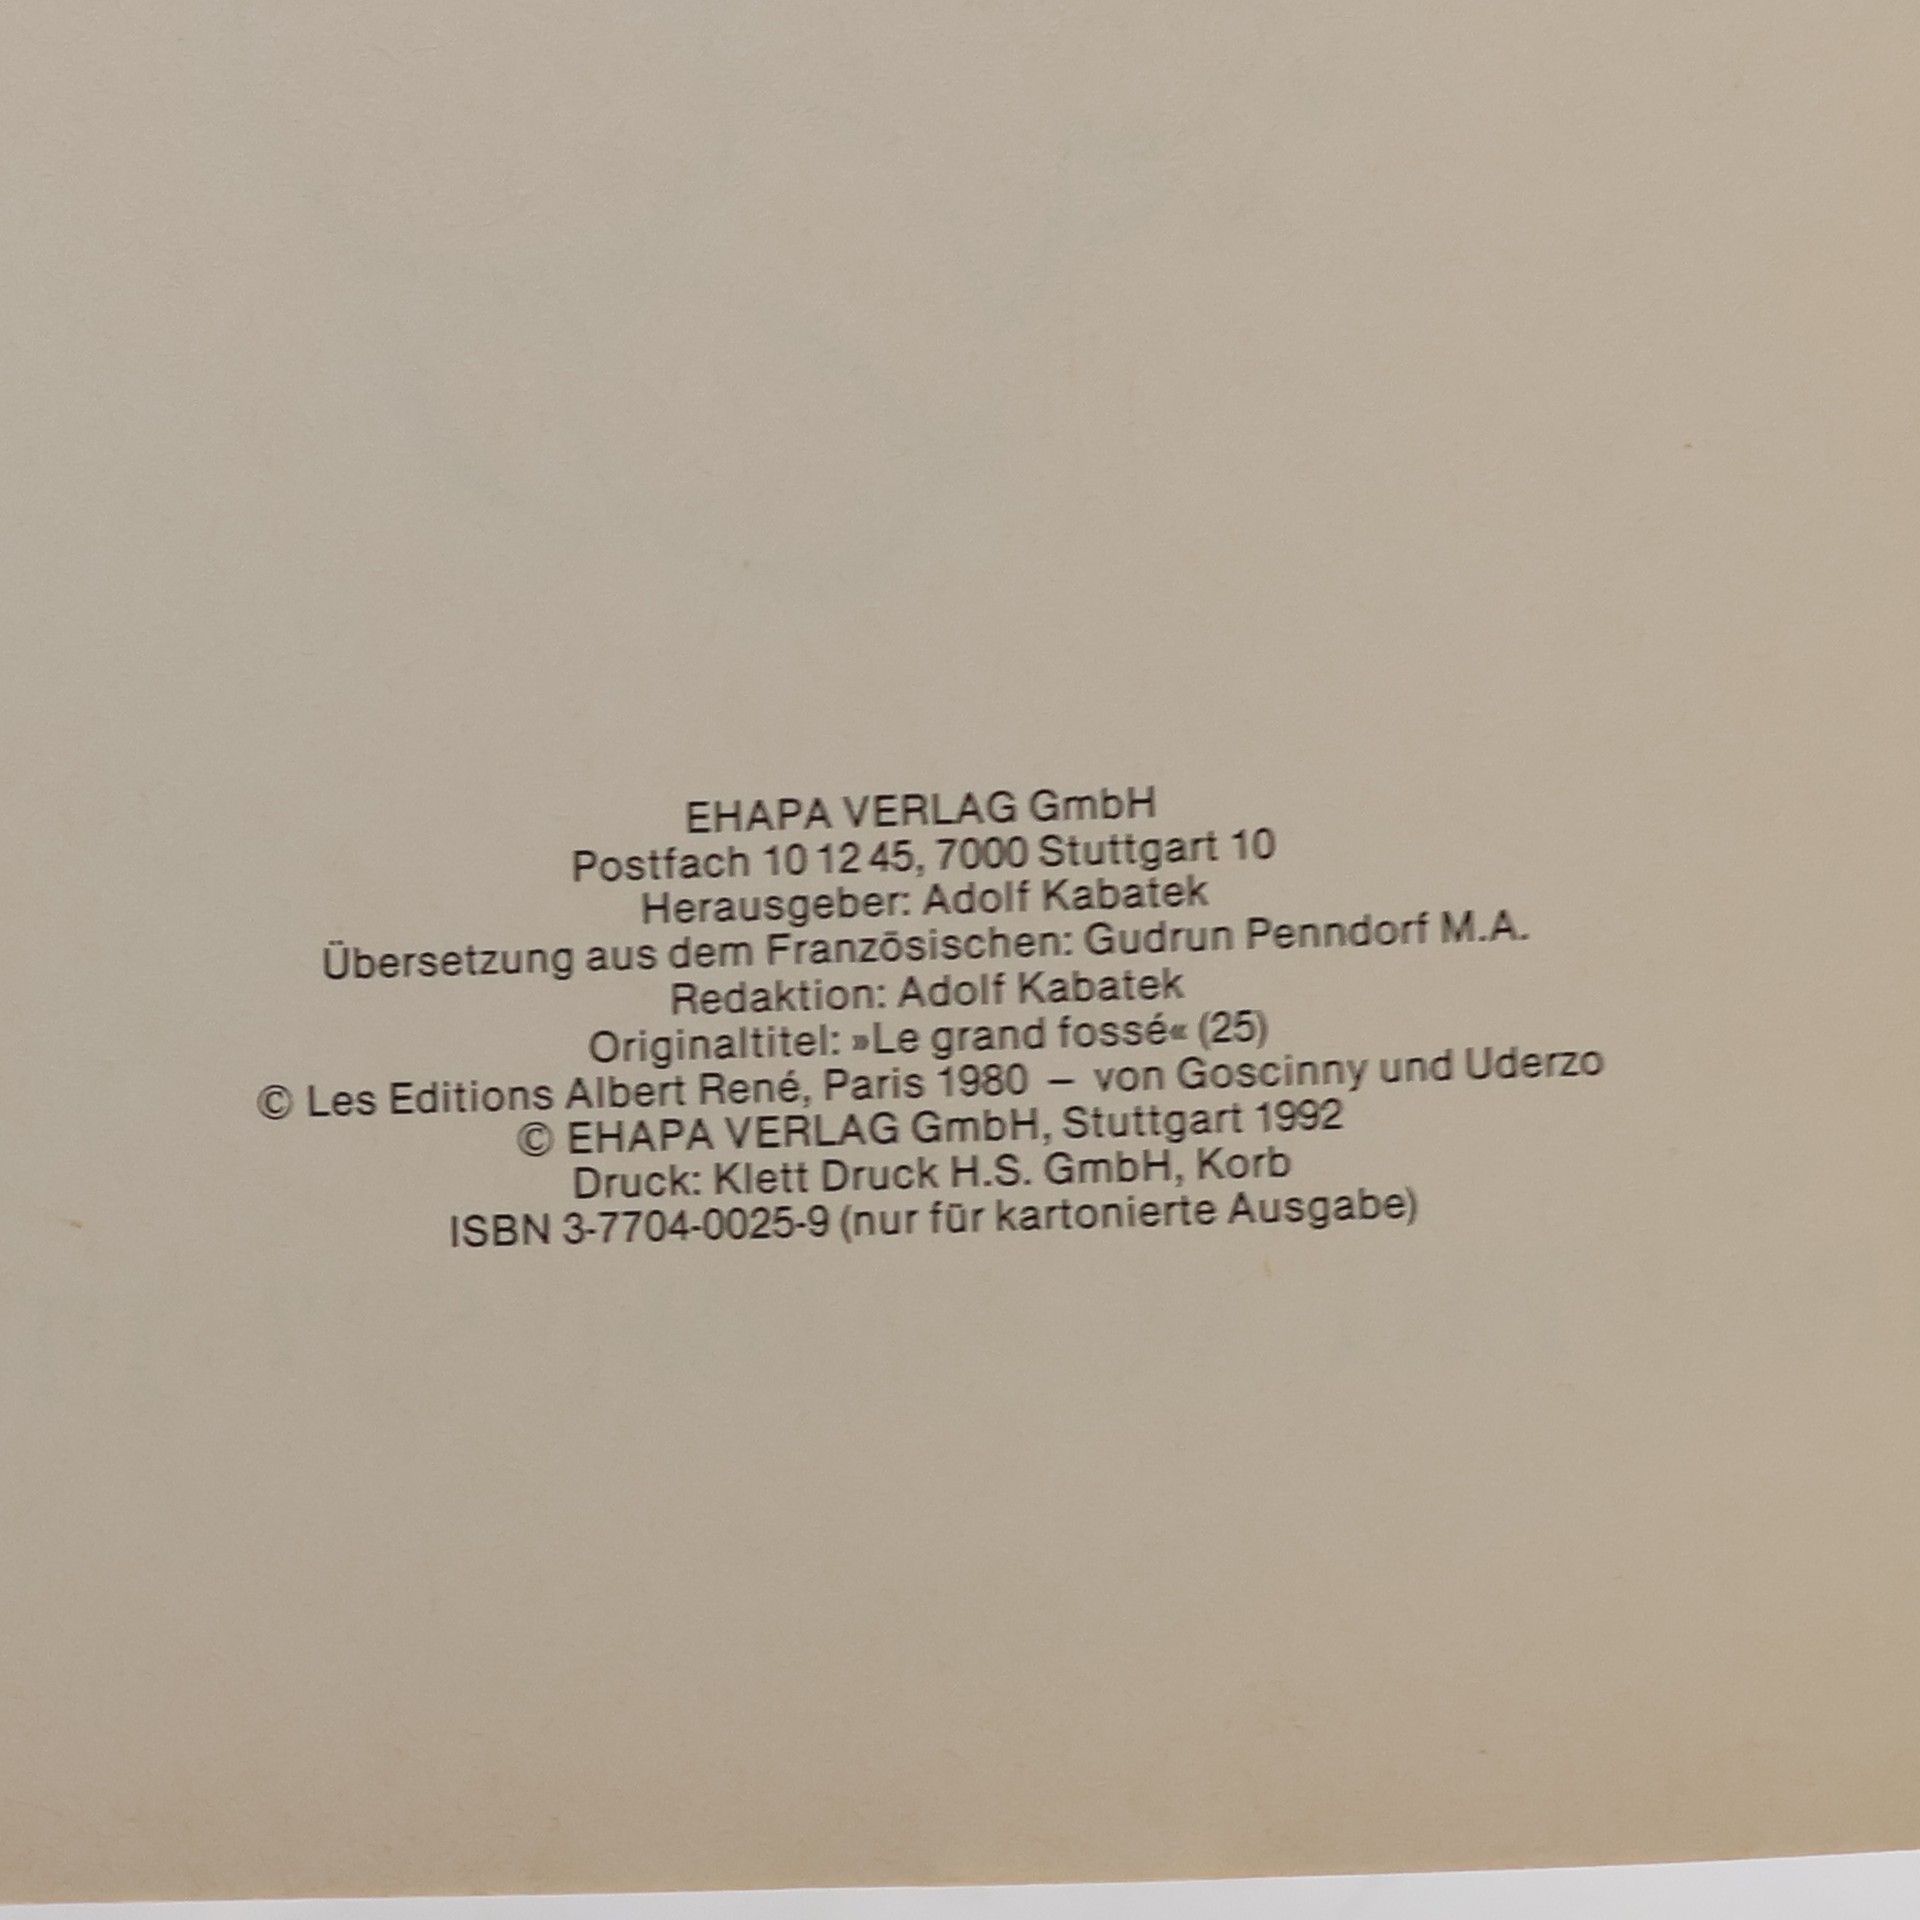 EHAPA VERLAG GmbH
Postfach 10 12 45, 7000 Stuttgart 10
Herausgeber: Adolf Kabatek
Übersetzung aus dem Französischen: Gudrun Penndorf M.A.
Redaktion: Adolf Kabatek
Originaltitel: »Le grand fossé« (25)
© Les Editions Albert René, Paris 1980 – von Goscinny und Uderzo
© EHAPA VERLAG GmbH, Stuttgart 1992
Druck: Klett Druck H.S. GmbH, Korb
ISBN 3-7704-0025-9 (nur für kartonierte Ausgabe)